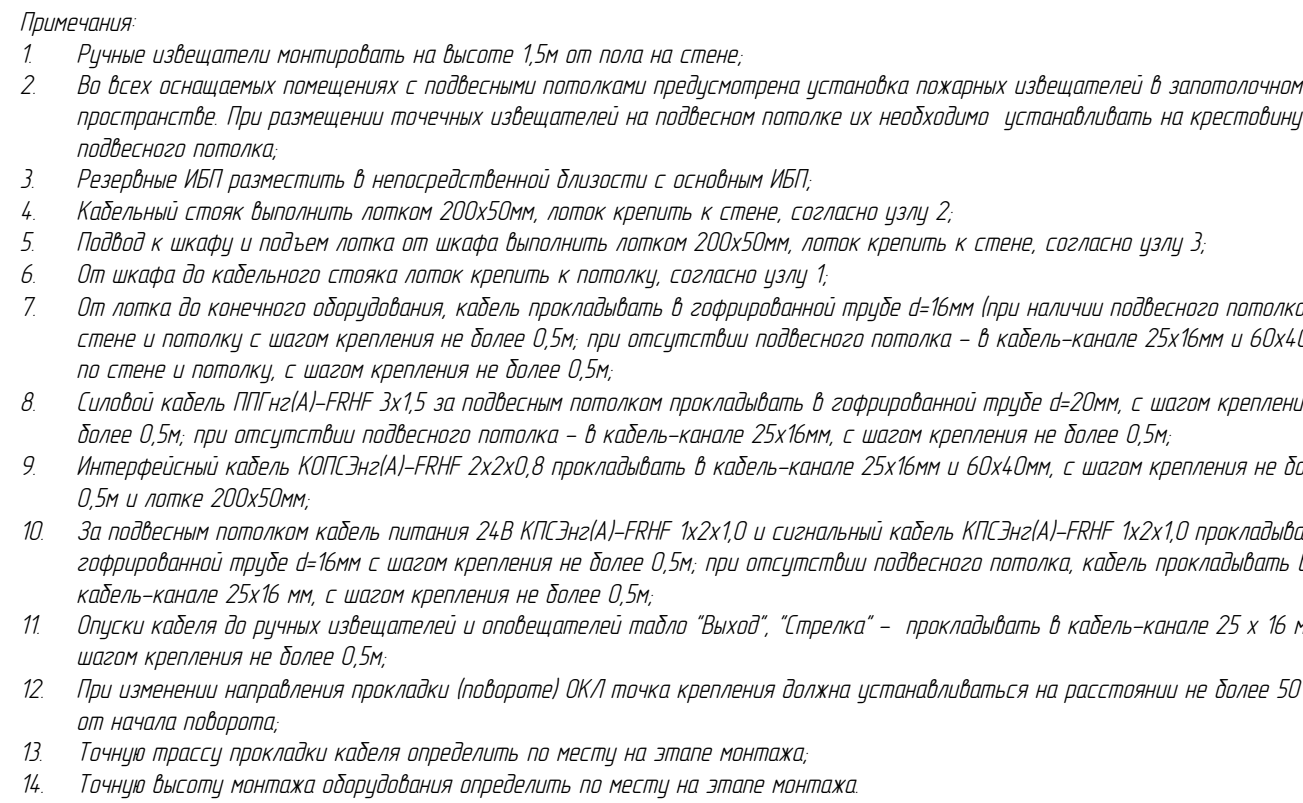 Примечания:
1. Ручные извещатели монтировать на высоте 1,5м от пола на стене;
2. Во всех оснащаемых помещениях с подвесными потолками предусмотрена установка пожарных извещателей в запотолочном
пространстве. При размещении точечных извещателей на подвесном потолке их необходимо устанавливать на крестовину
подвесного потолка;
3. Резервные ИБП разместить в непосредственной близости с основным ИБП;
4. Кабельный стояк выполнить лотком 200х50мм, лоток крепить к стене, согласно узлу 2;
5. Подвод к шкафу и подъем лотка от шкафа выполнить лотком 200х50мм, лоток крепить к стене, согласно узлу 3;
6. От шкафа до кабельного стояка лоток крепить к потолку, согласно узлу 1;
7. От лотка до конечного оборудования, кабель прокладывать в гофрированной трубе d=16мм (при наличии подвесного
стене и потолку с шагом крепления не более 0,5м; при отсутствии подвесного потолка – в кабель-канале 25х16мм и
по стене и потолку, с шагом крепления не более 0,5м;
8. Силовой кабель ППГнг(А)-FRHF 3х1,5 за подвесным потолком прокладывать в гофрированной трубе d=20мм, с шагом
более 0,5м; при отсутствии подвесного потолка – в кабель-канале 25х16мм, с шагом крепления не более 0,5м;
9. Интерфейсный кабель КОПСЭнг(А)-FRHF 2х2х0,8 прокладывать в кабель-канале 25х16мм и 60х40мм, с шагом крепления не
0,5м и лотке 200х50мм;
10. За подвесным потолком кабель питания 24В КПСЭнг(А)-FRHF 1х2х1,0 и сигнальный кабель КПСЭнг(А)-FRHF 1х2х1,0
гофрированной трубе d=16мм с шагом крепления не более 0,5м; при отсутствии подвесного потолка, кабель прокладывать
кабель-канале 25х16 мм, с шагом крепления не более 0,5м;
11. Опуски кабеля до ручных извещателей и оповещателей табло "Выход", "Стрелка" – прокладывать в кабель-канале 25 х 16
шагом крепления не более 0,5м;
12. При изменении направления прокладки (повороте) ОКЛ точка крепления должна устанавливаться на расстоянии не более 50
от начала поворота;
13. Точную трассу прокладки кабеля определить по месту на этапе монтажа;
14. Точную высоту монтажа оборудования определить по месту на этапе монтажа.